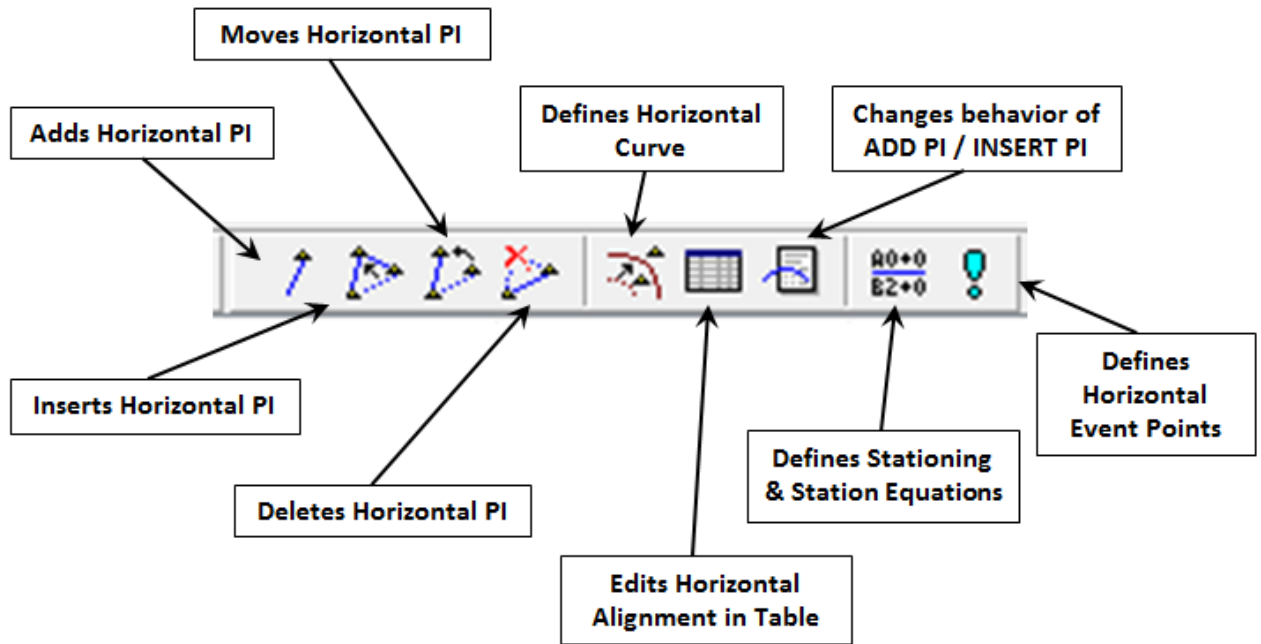 Moves Horizontal PI
Adds Horizontal PI
Defines Horizontal
Curve
Changes behavior of
ADD PI / INSERT PI
A0+0
B2+0
Inserts Horizontal PI
Deletes Horizontal PI
Edits Horizontal
Alignment in Table
Defines Stationing
& Station Equations
Defines
Horizontal
Event Points